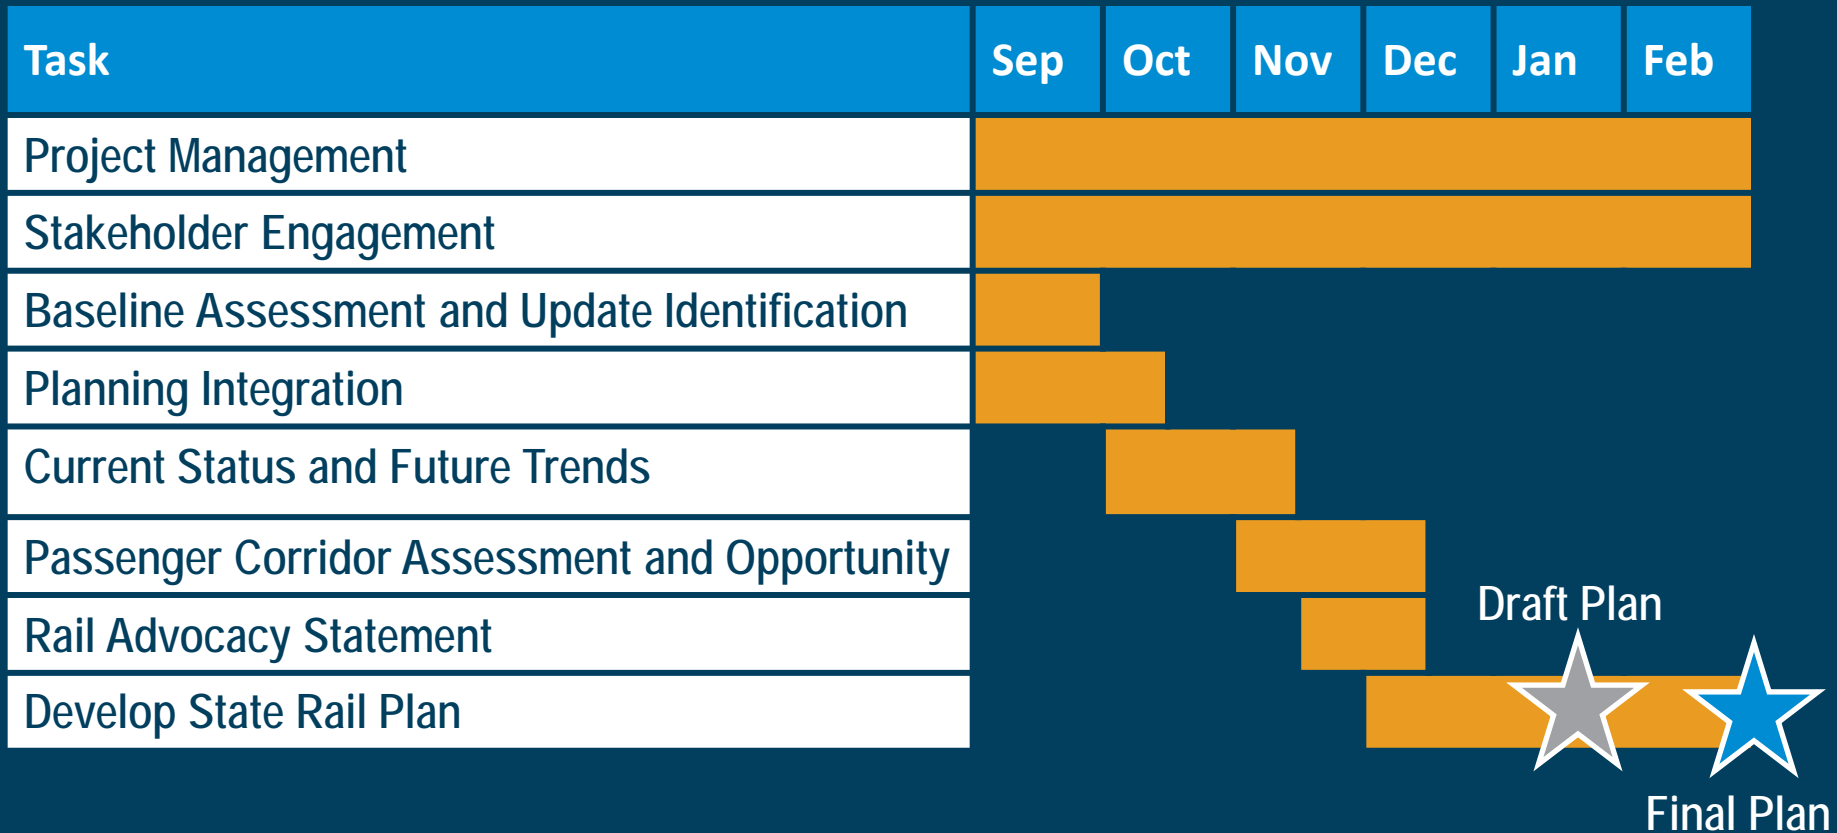 Task Sep Oct Nov Dec Jan Feb
Project Management
Stakeholder Engagement
Baseline Assessment and Update Identification
Planning Integration
Current Status and Future Trends
Passenger Corridor Assessment and Opportunity
Draft Plan
Rail Advocacy Statement
Develop State Rail Plan
Final Plan